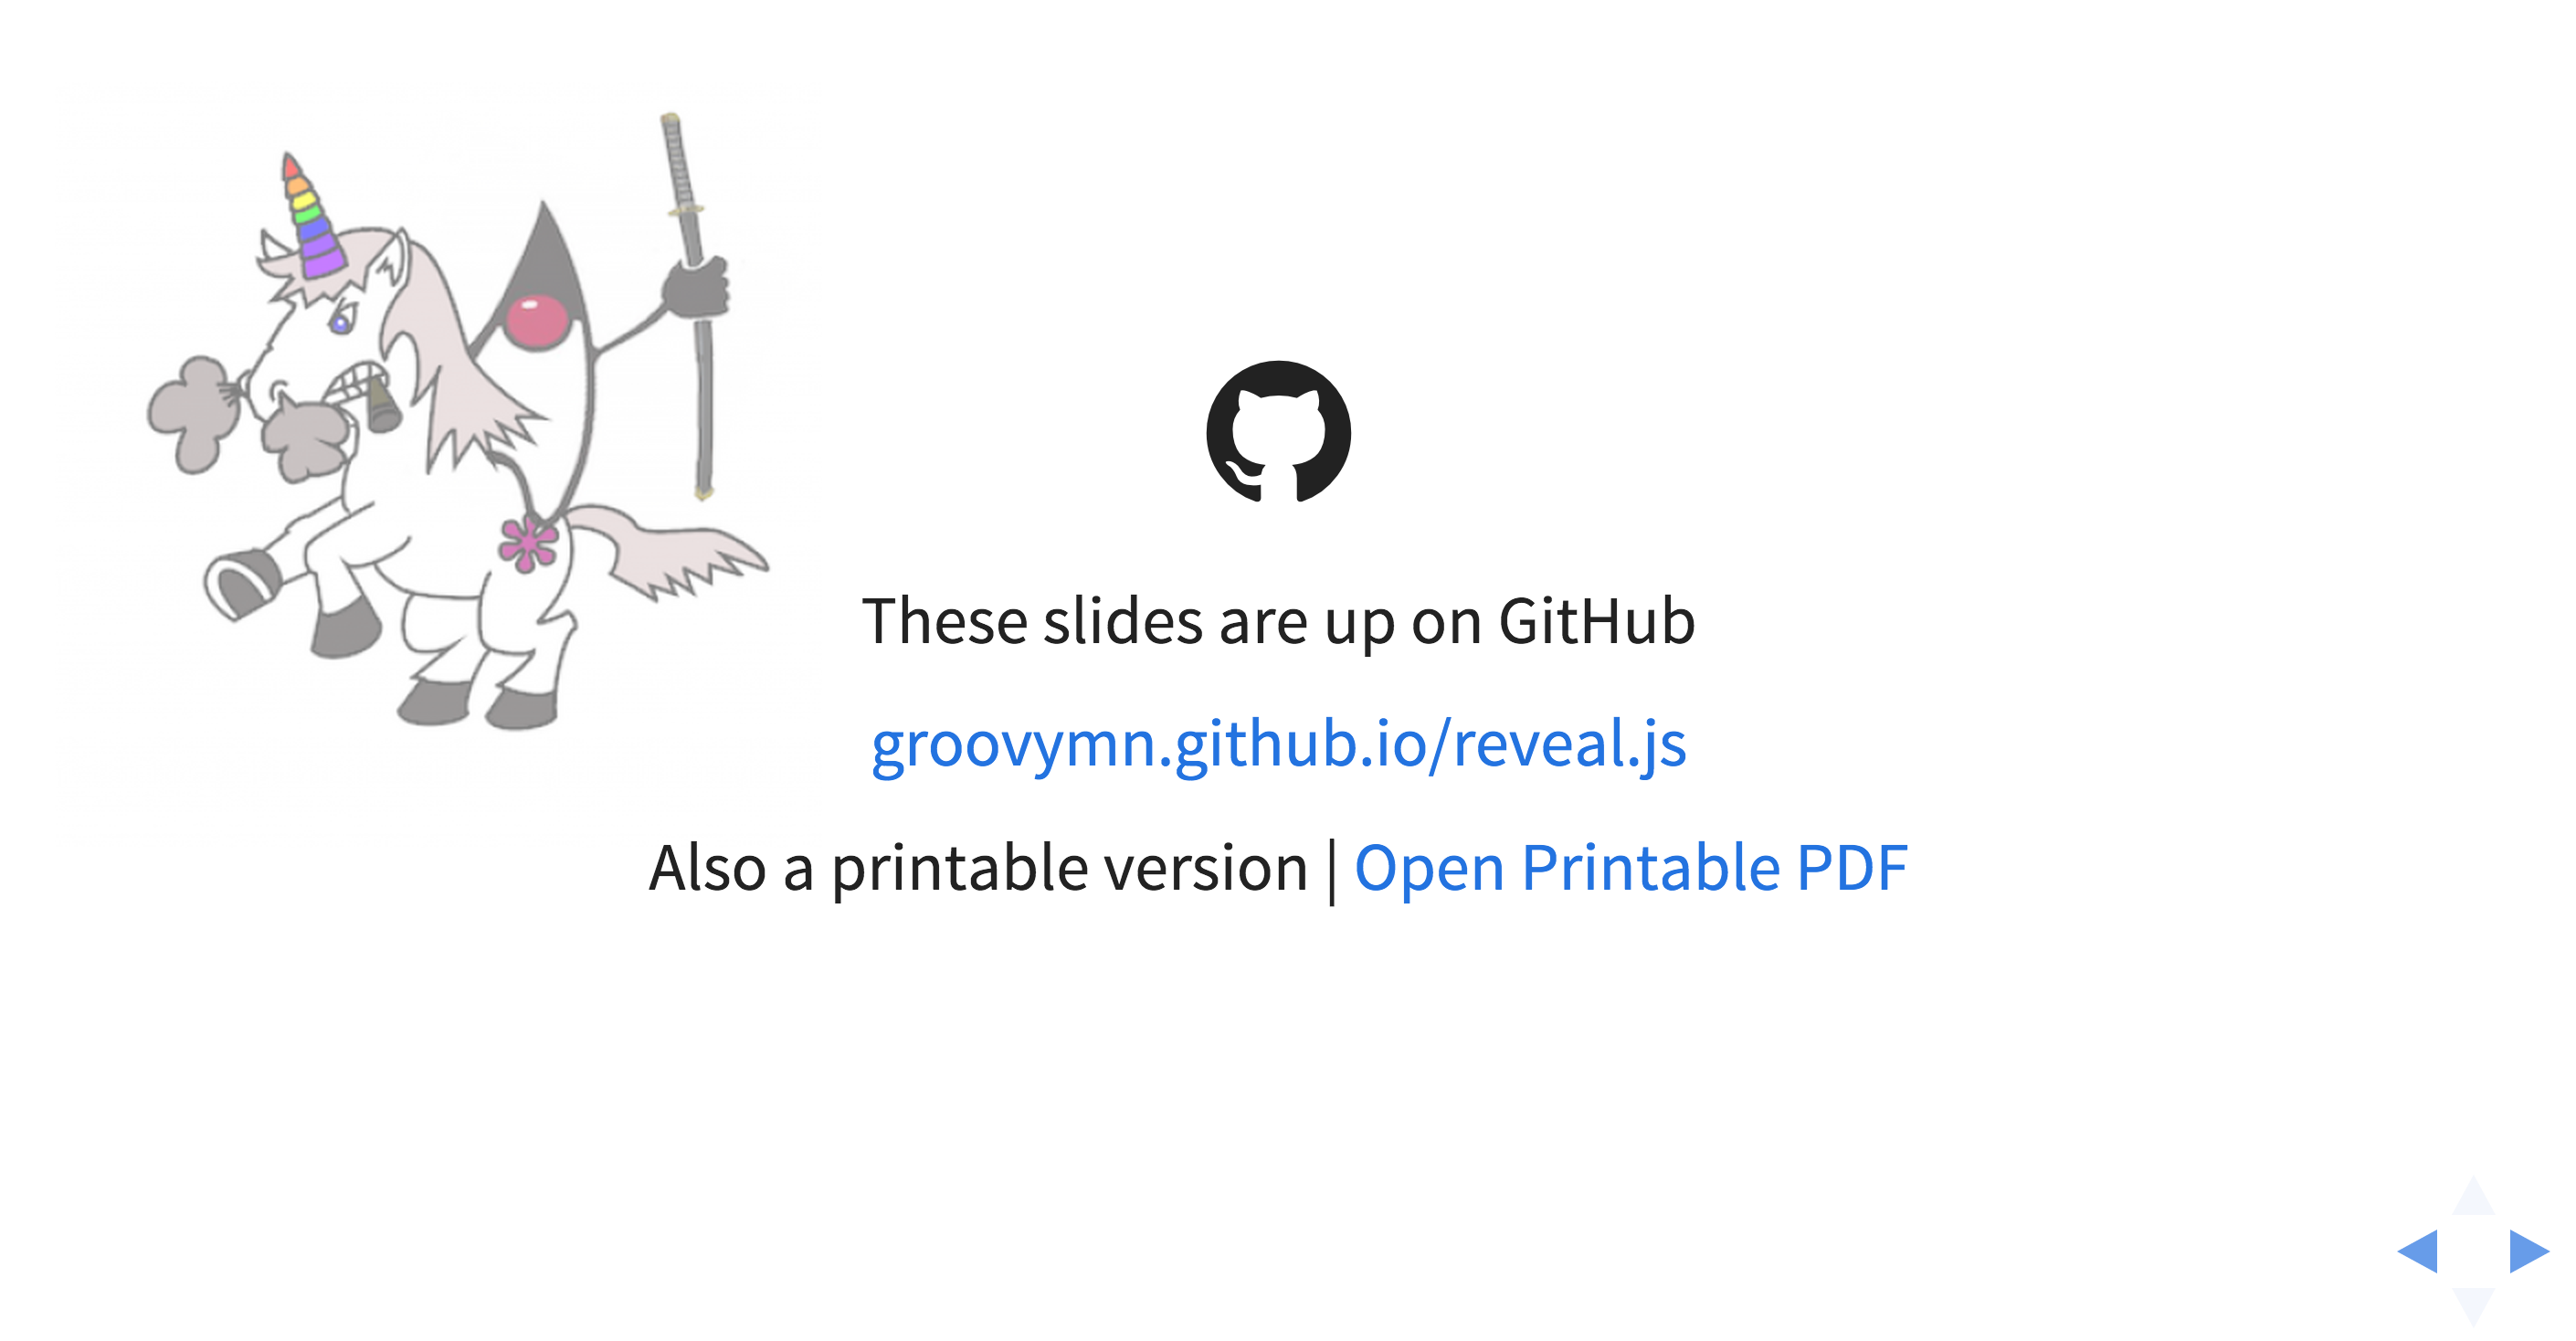 These slides are up on GitHub
groovymn.github.io/reveal.js
Also a printable version | Open Printable PDF